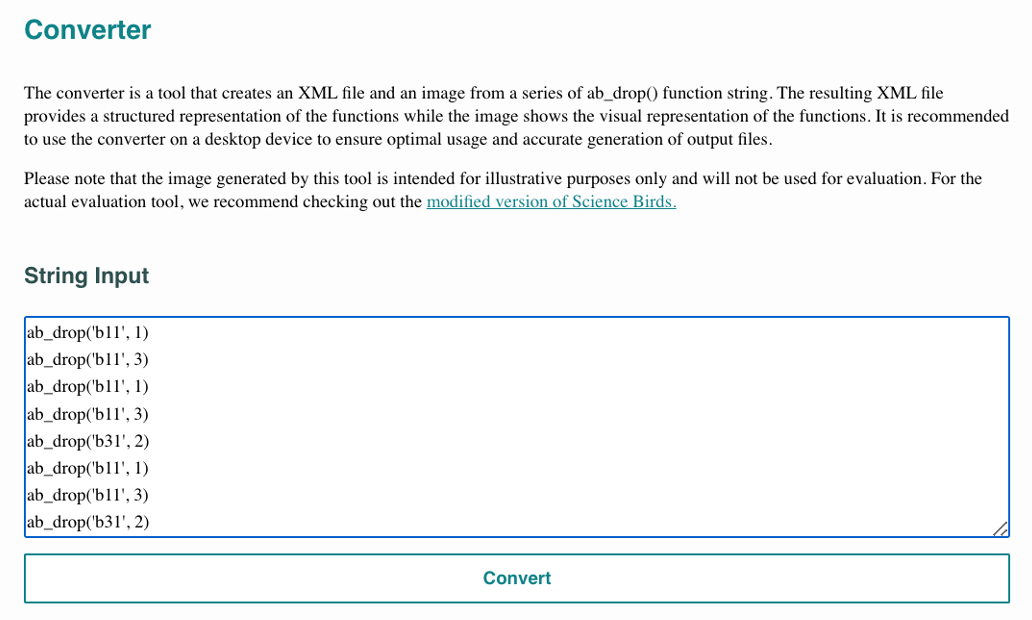 Converter
The converter is a tool that creates an XML file and an image from a series of ab_drop() function string. The resulting XML file
provides a structured representation of the functions while the image shows the visual representation of the functions. It is recommended
to use the converter on a desktop device to ensure optimal usage and accurate generation of output files.
Please note that the image generated by this tool is intended for illustrative purposes only and will not be used for evaluation. For the
actual evaluation tool, we recommend checking out the modified version of Science Birds.
String Input
ab_drop('b11', 1)
ab_drop('b11', 3)
ab_drop('b11', 1)
ab_drop('b11', 3)
ab_drop('b31', 2)
ab_drop('b11', 1)
ab_drop('b11', 3)
ab_drop('b31', 2)
Convert